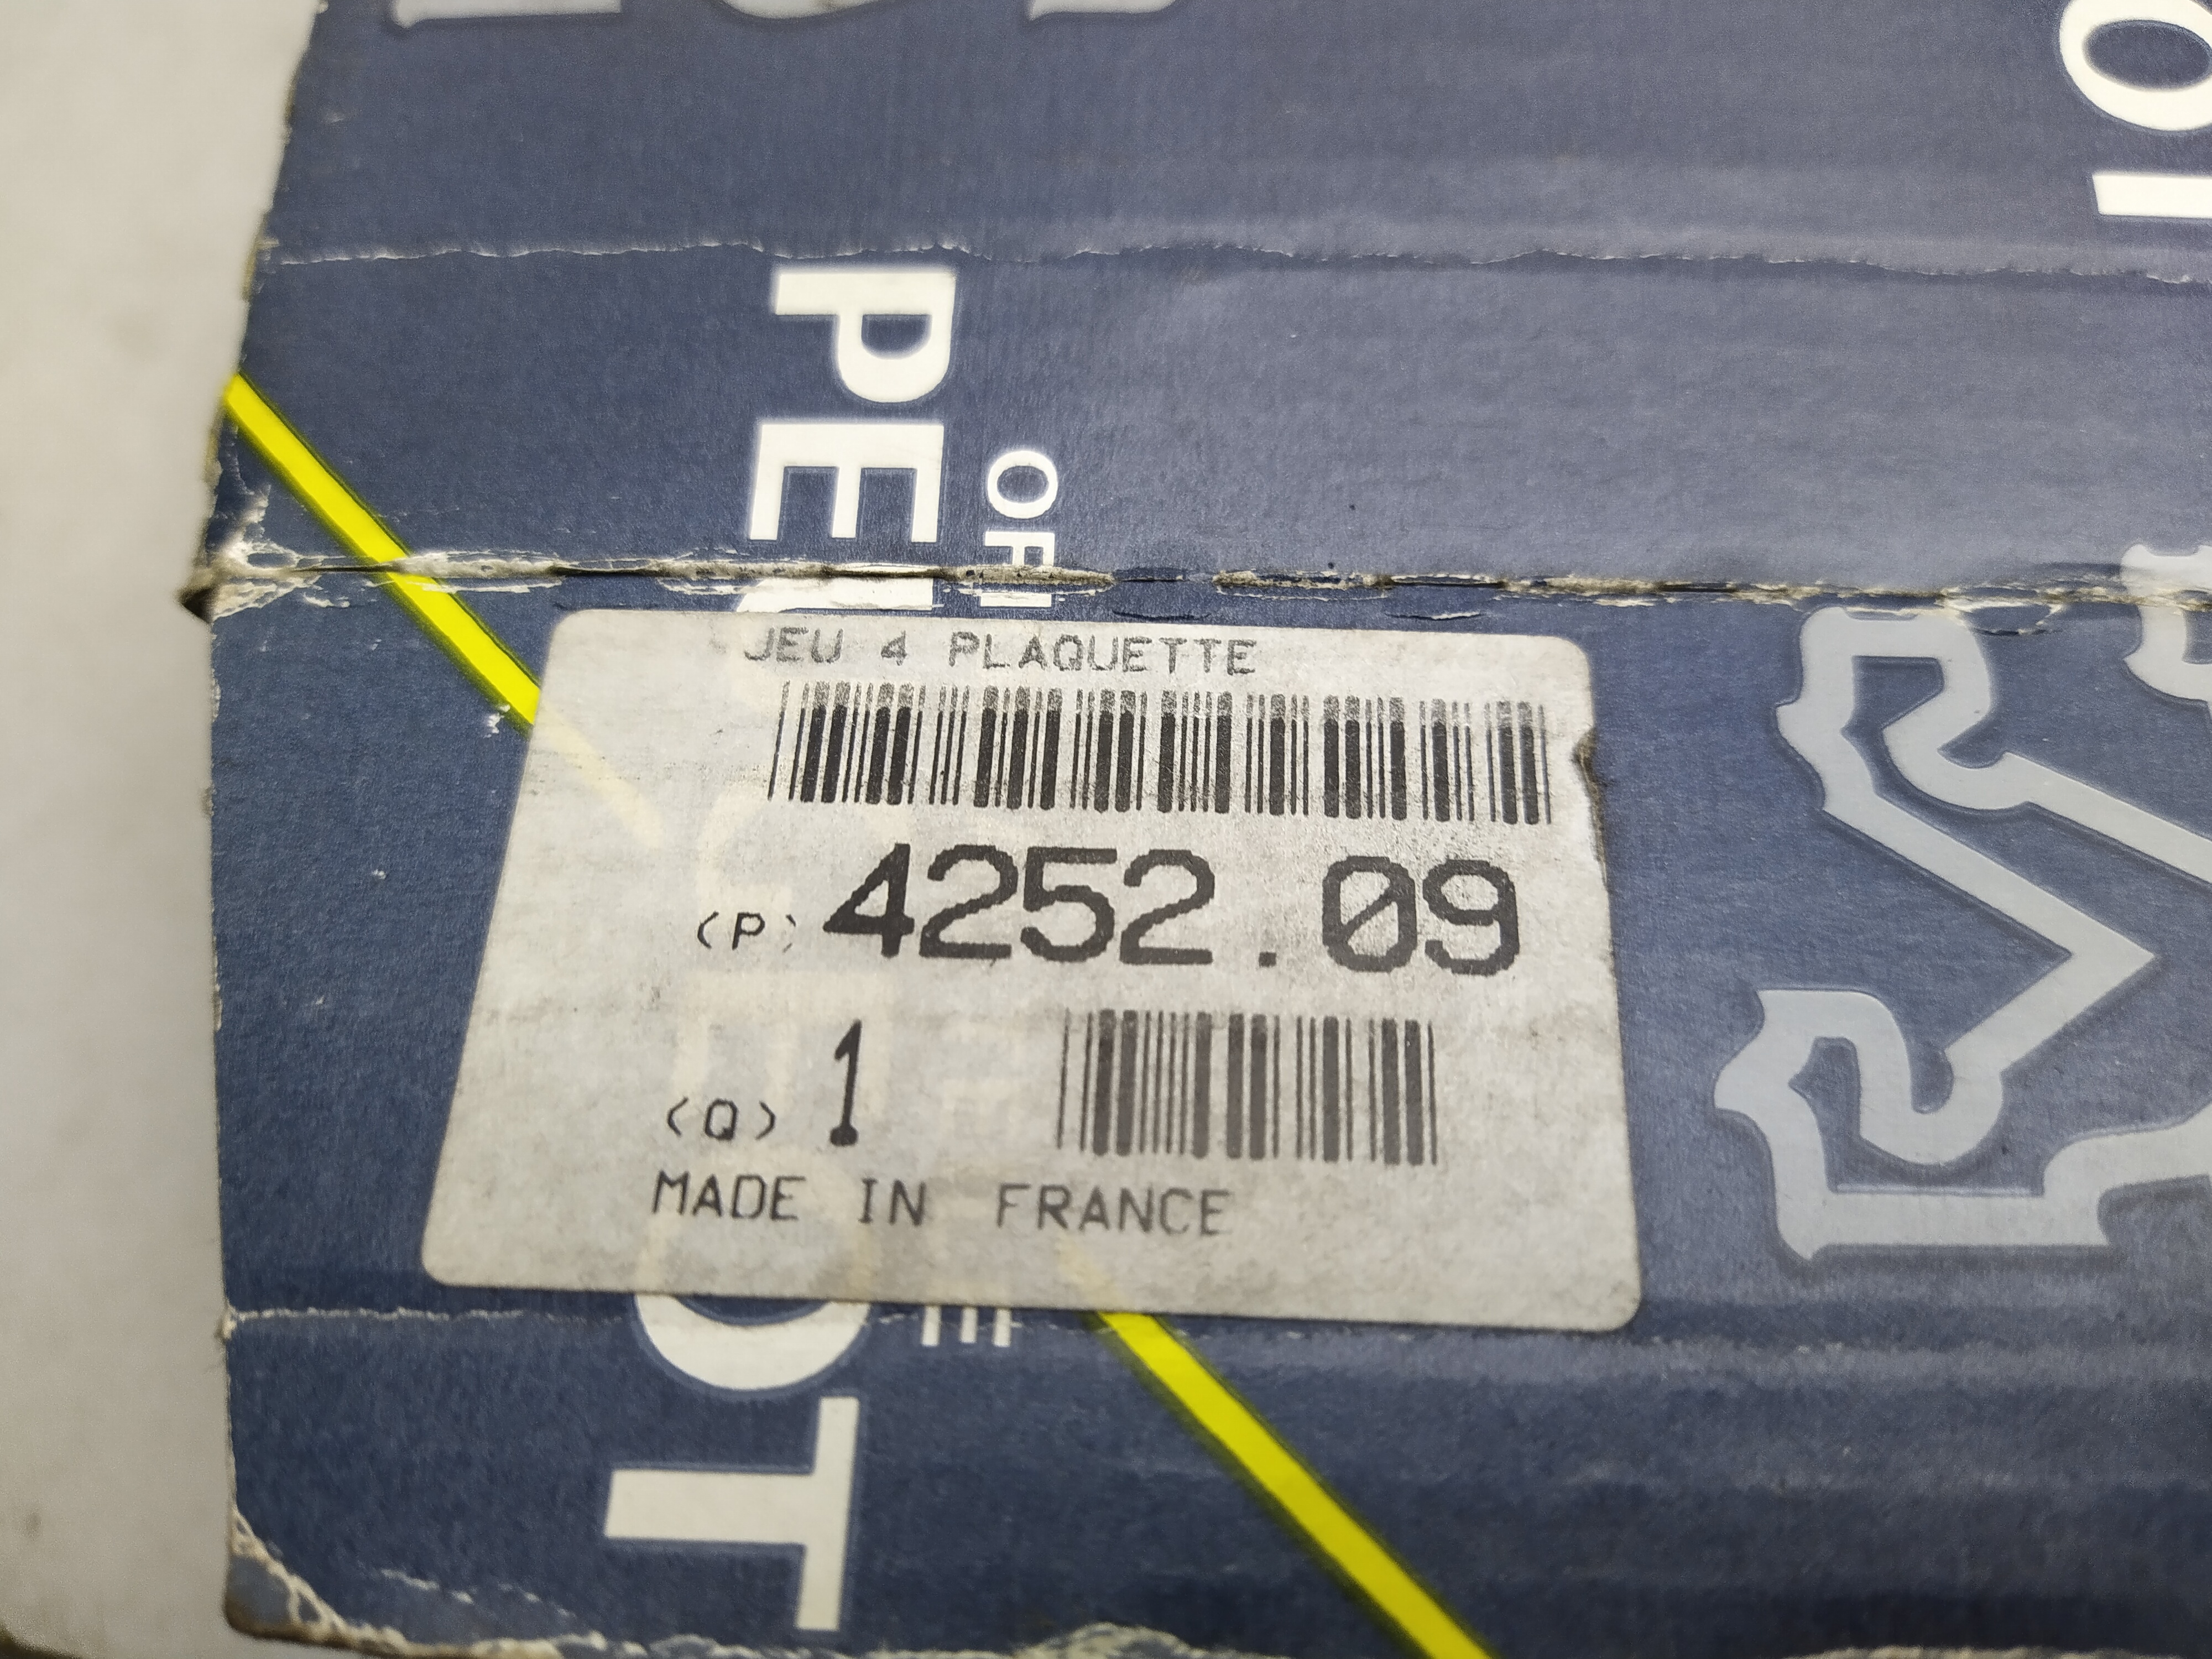 JEU 4 PLAQUETTE
(P) 4252.09
(Q) 1
MADE IN FRANCE